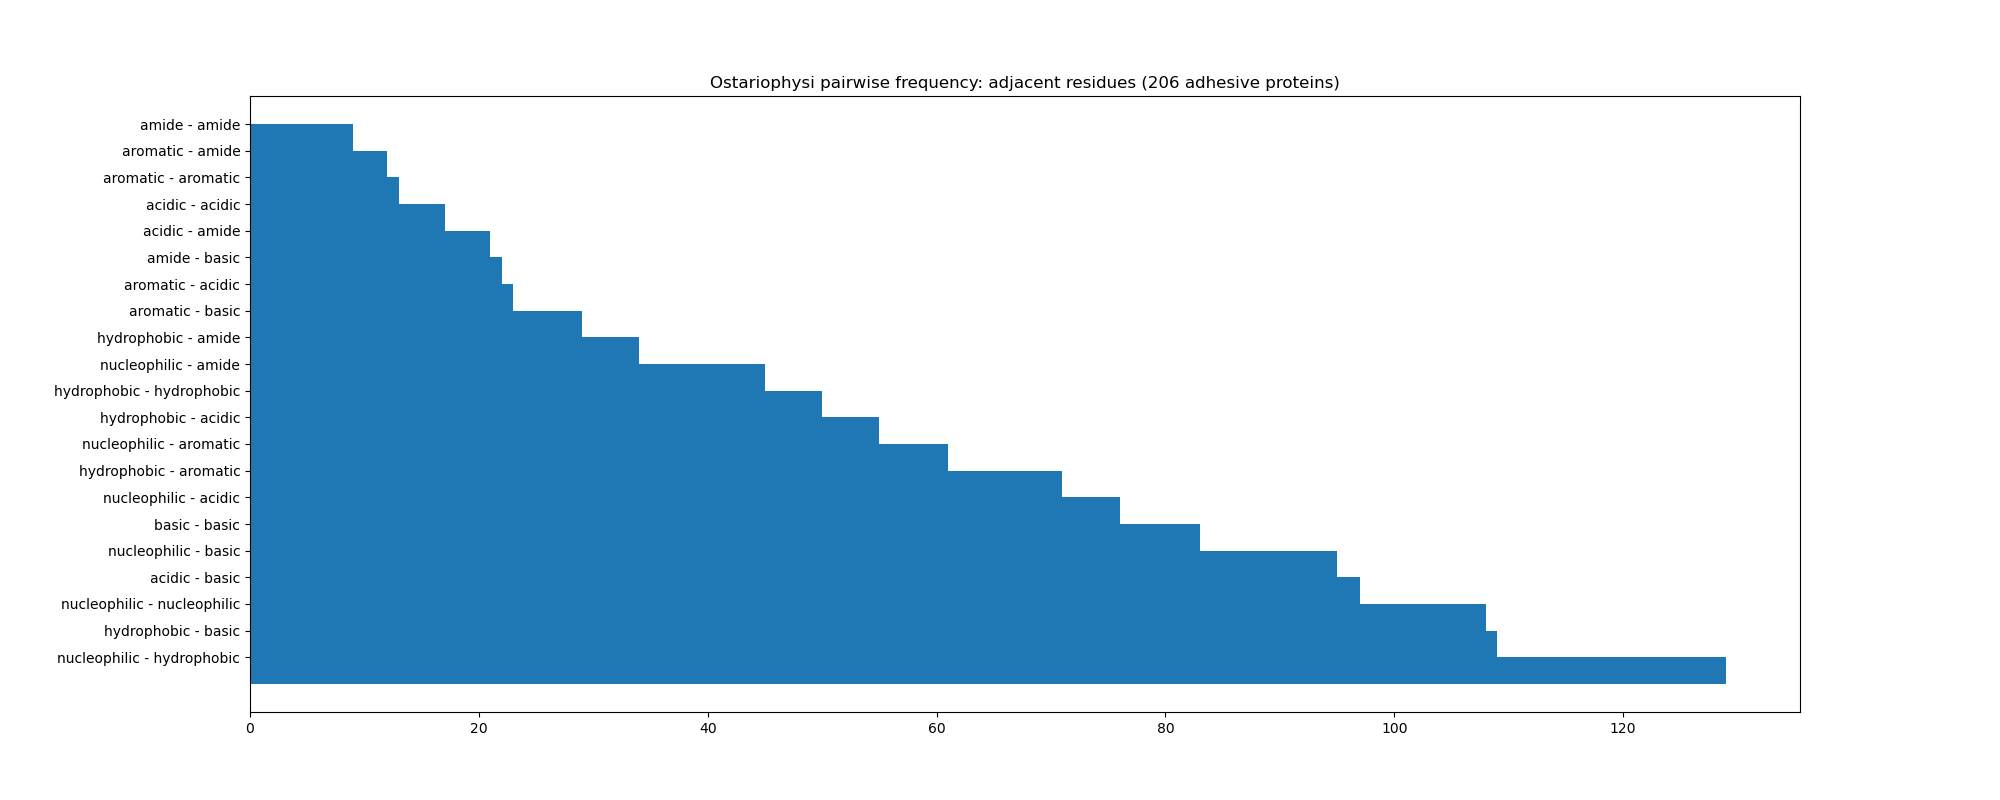 Ostariophysi pairwise frequency: adjacent residues (206 adhesive proteins)
amide - amide
aromatic - amide
aromatic - aromatic
acidic - acidic
acidic - amide
amide - basic
aromatic - acidic
aromatic - basic
hydrophobic - amide
nucleophilic - amide
hydrophobic - hydrophobic
hydrophobic - acidic
nucleophilic - aromatic
hydrophobic - aromatic
nucleophilic - acidic
basic - basic
nucleophilic - basic
acidic - basic
nucleophilic - nucleophilic
hydrophobic - basic
nucleophilic - hydrophobic
0 20 40 60 80 100 120